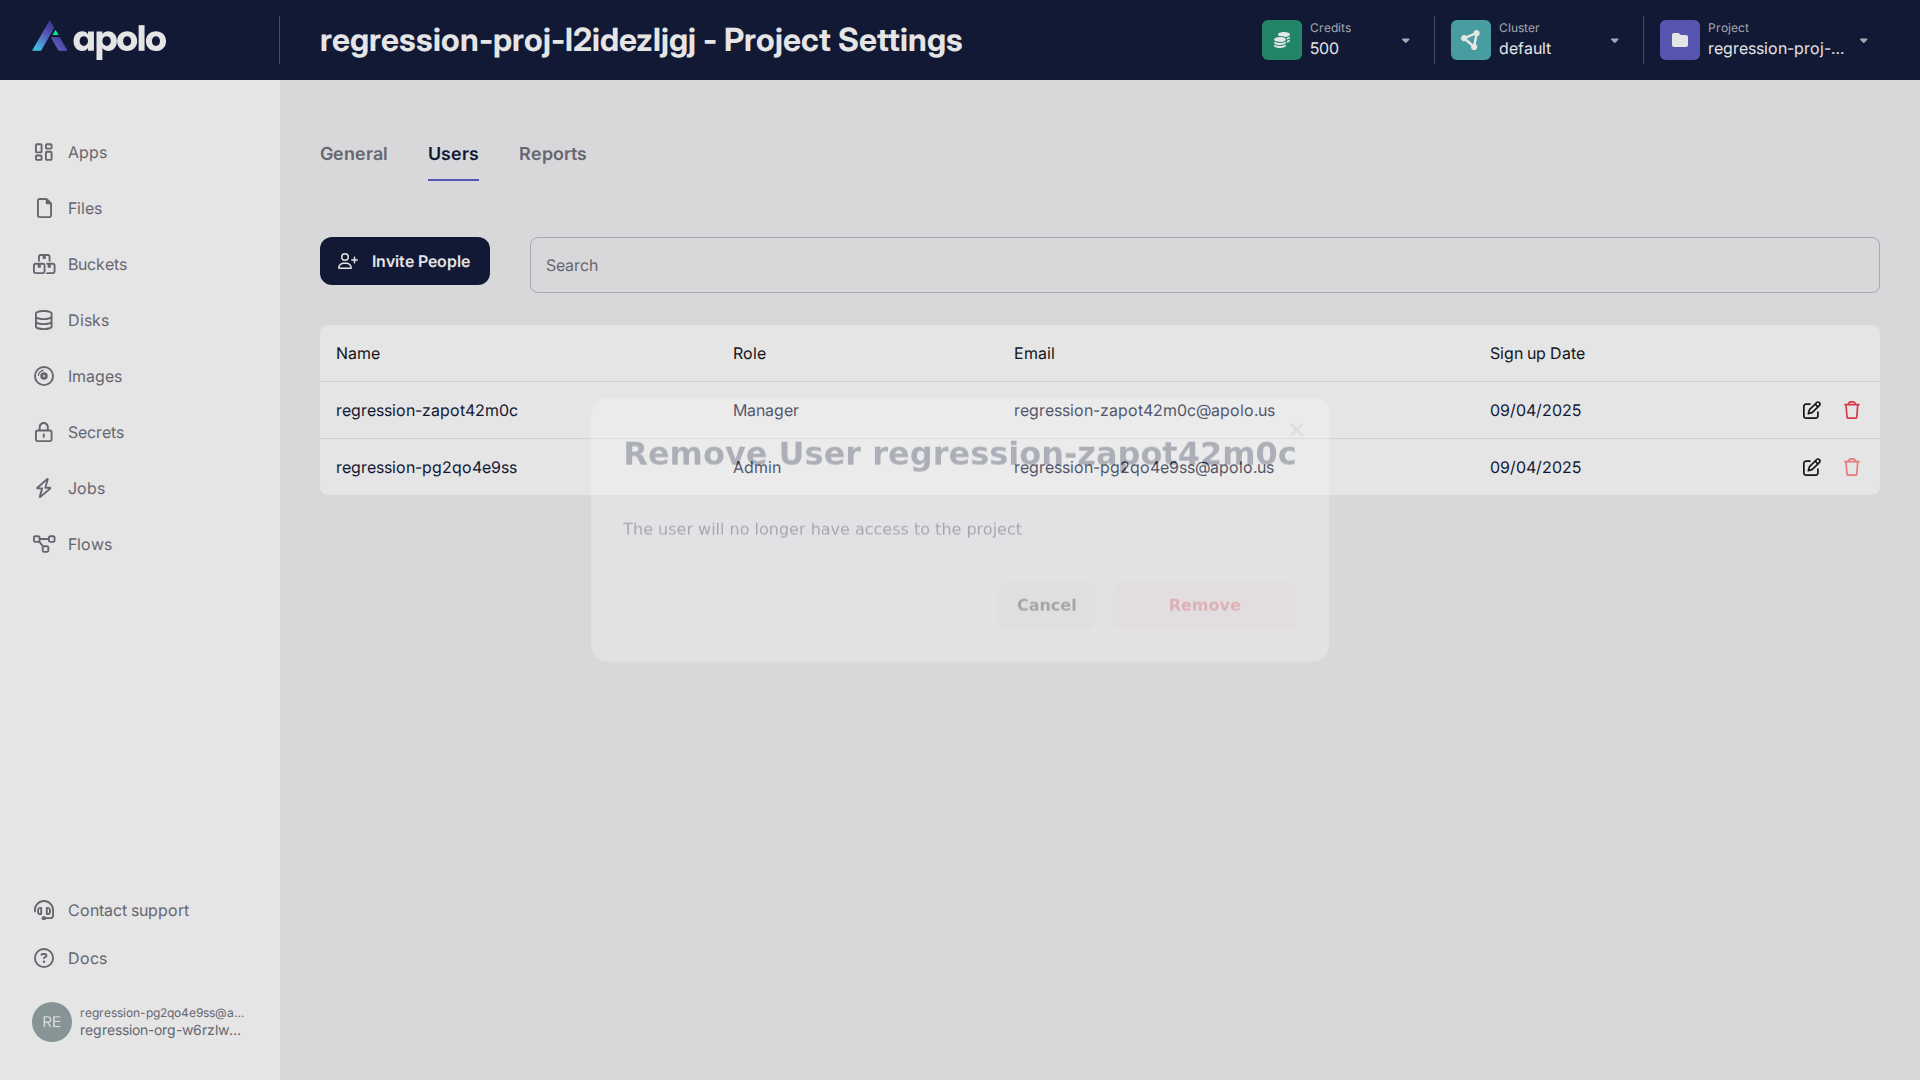 apolo
regression-proj-l2idezljgj - Project Settings
Credits
500
Cluster
default
Project
regression-proj-...
Apps
Files
Buckets
Disks
Images
Secrets
Jobs
Flows
General
Users
Reports
Invite People
Search
Name
Role
Email
Sign up Date
regression-zapot42m0c
Manager
regression-zapot42m0c@apolo.us
09/04/2025
regression-pg2qo4e9ss
Admin
regression-pg2qo4e9ss@apolo.us
09/04/2025
Remove User regression-zapot42m0c
The user will no longer have access to the project
Cancel
Remove
Contact support
Docs
RE
regression-pg2qo4e9ss@a...
regression-org-w6rzlw...